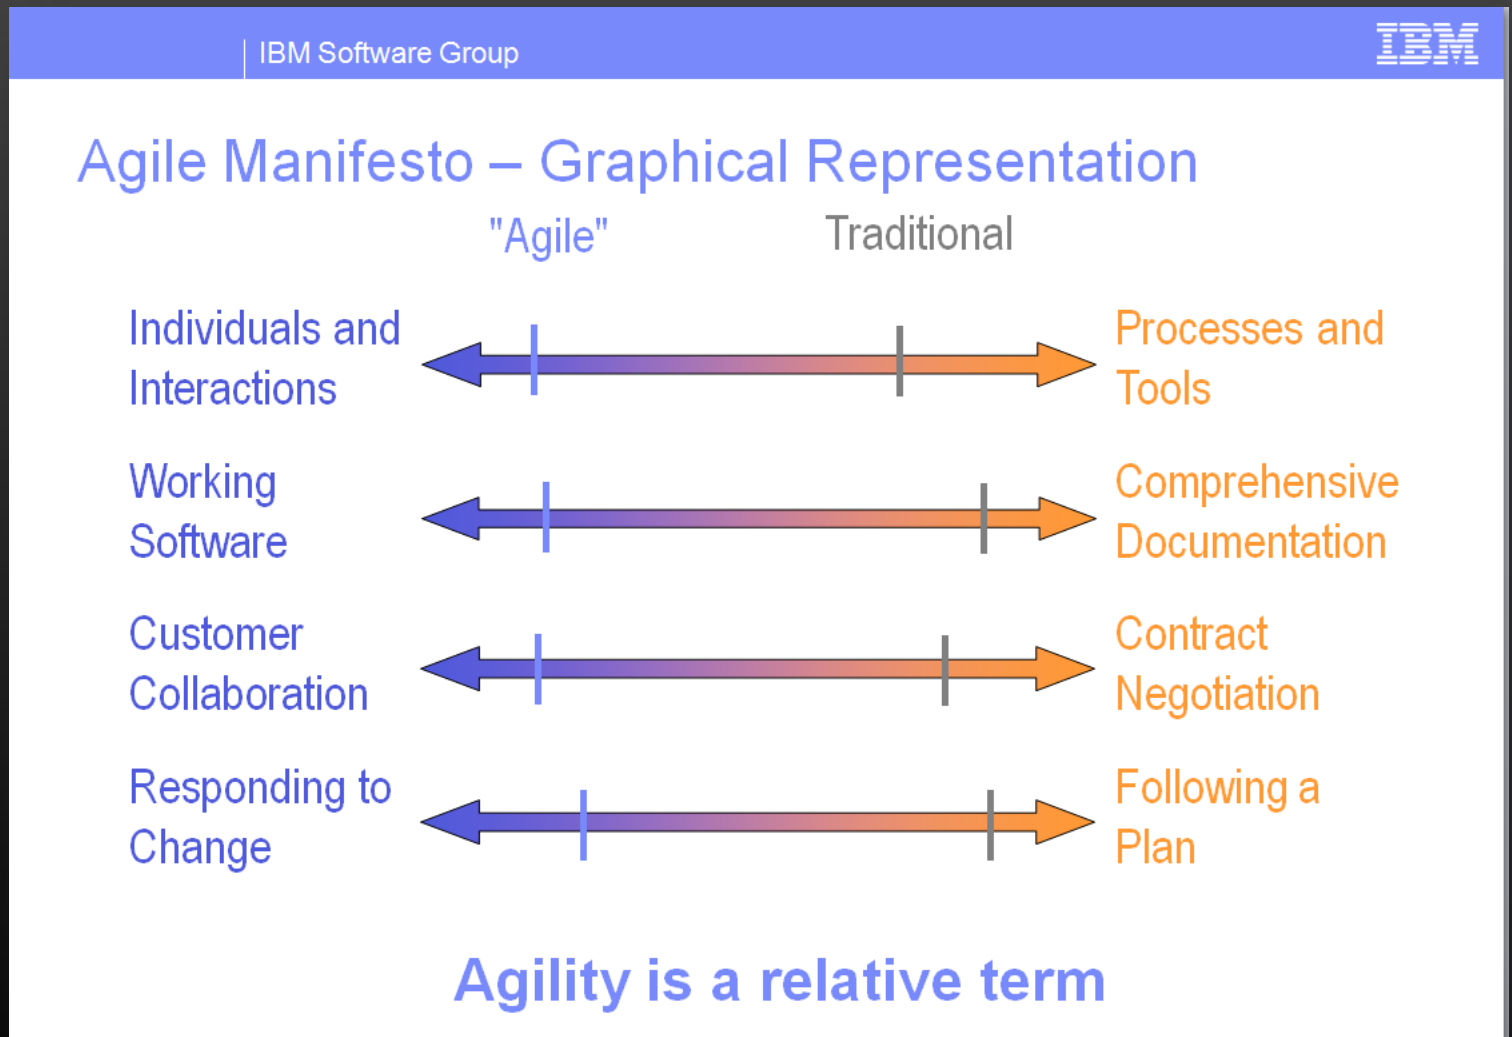 IBM Software Group
IBM
Agile Manifesto – Graphical Representation
"Agile"
Traditional
Individuals and
Interactions
Processes and
Tools
Working
Software
Comprehensive
Documentation
Customer
Collaboration
Contract
Negotiation
Responding to
Change
Following a
Plan
Agility is a relative term